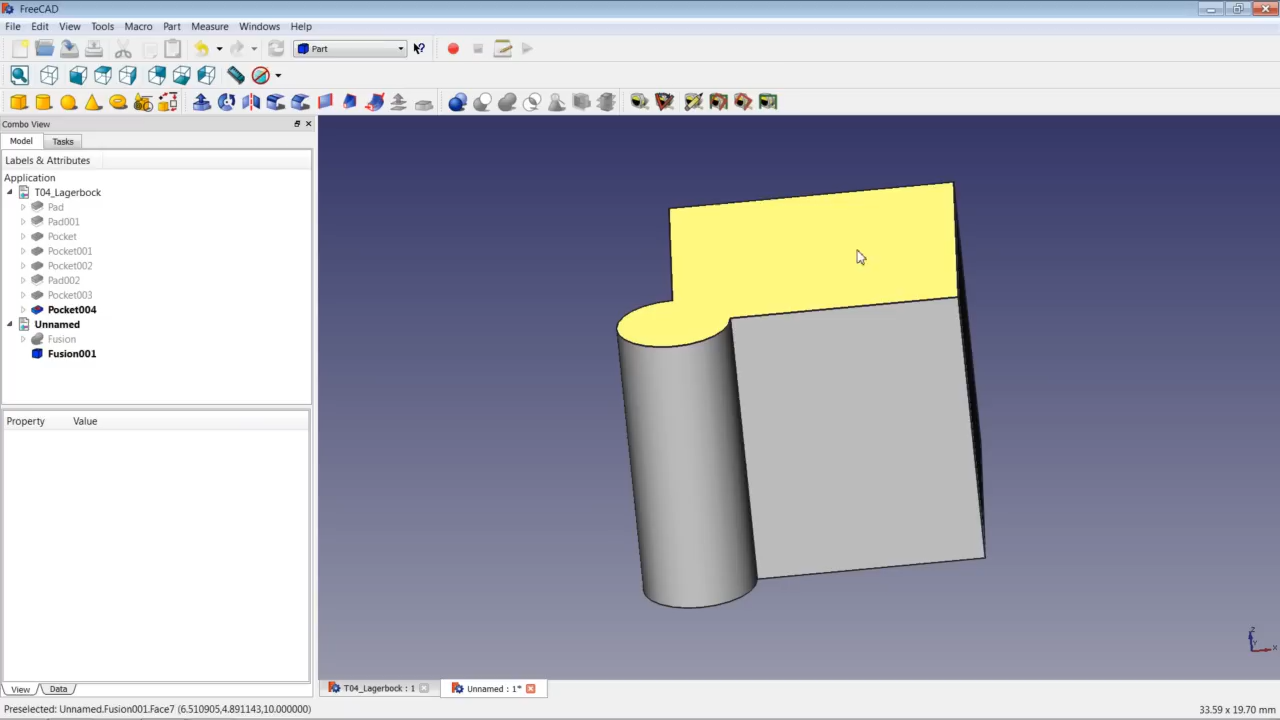 FreeCAD
File Edit View Tools Macro Part Measure Windows Help
Part
Combo View
Model Tasks
Labels & Attributes
Application
T04_Lagerbock
Pad
Pad001
Pocket
Pocket001
Pocket002
Pad002
Pocket003
Pocket004
Unnamed
Fusion
Fusion001
Property Value
Z
Y
X
View Data
T04_Lagerbock : 1
Unnamed : 1*
Preselected: Unnamed.Fusion001.Face7 (6.510905,4.891143,10.000000)
33.59 x 19.70 mm